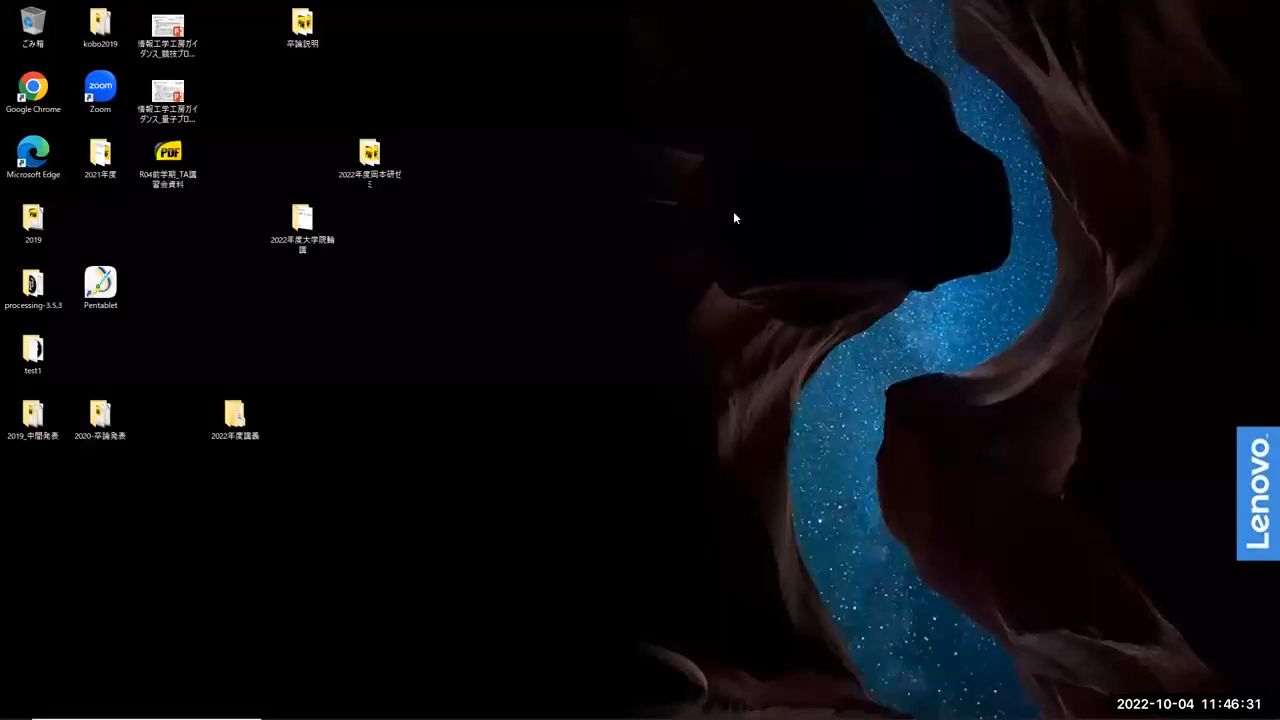 ごみ箱
kobo2019
情報工学工房ガイ
ダンス_競技プロ...
卒論説明
Google Chrome
zoom
Zoom
情報工学工房ガイ
ダンス_量子プロ...
Microsoft Edge
2021年度
PDF
R04前学期_TA講
習会資料
2022年度岡本研ゼ
ミ
2019
2022年度大学院輪
講
processing-3.5.3
Pentablet
test1
2019_中間発表
2020-卒論発表
2022年度講義
Lenovo
2022-10-04 11:46:31